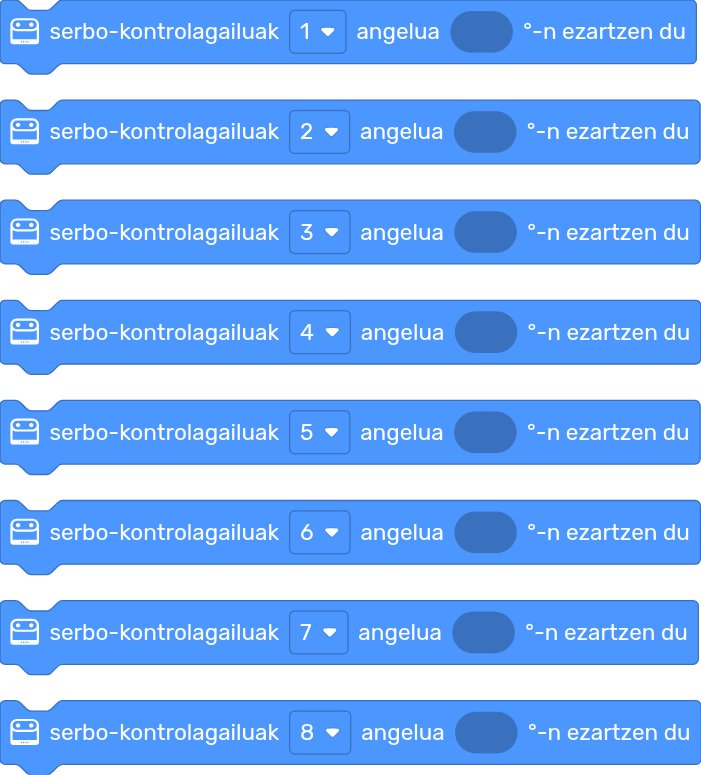 serbo-kontrolagailuak 1 angelua °-n ezartzen du
serbo-kontrolagailuak 2 angelua °-n ezartzen du
serbo-kontrolagailuak 3 angelua °-n ezartzen du
serbo-kontrolagailuak 4 angelua °-n ezartzen du
serbo-kontrolagailuak 5 angelua °-n ezartzen du
serbo-kontrolagailuak 6 angelua °-n ezartzen du
serbo-kontrolagailuak 7 angelua °-n ezartzen du
serbo-kontrolagailuak 8 angelua °-n ezartzen du